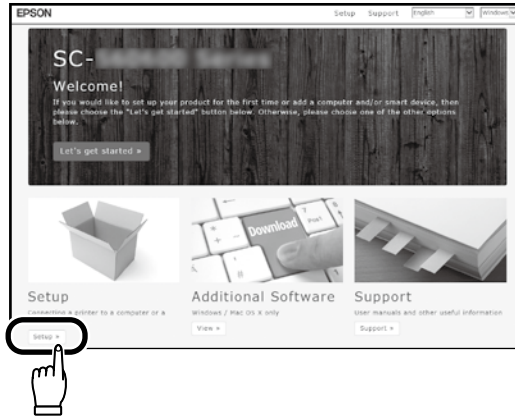 EPSON
Setup Support English Windows
SC-
Welcome!
If you would like to set up your product for the first time or add a computer and/or smart device, then
please choose the "Let's get started" button below. Otherwise, please choose one of the other options
below.
Let's get started »
Download
Setup
Connecting a printer to a computer or a
Setup »
Additional Software
Windows / Mac OS X only
View »
Support
User manuals and other useful information
Support »